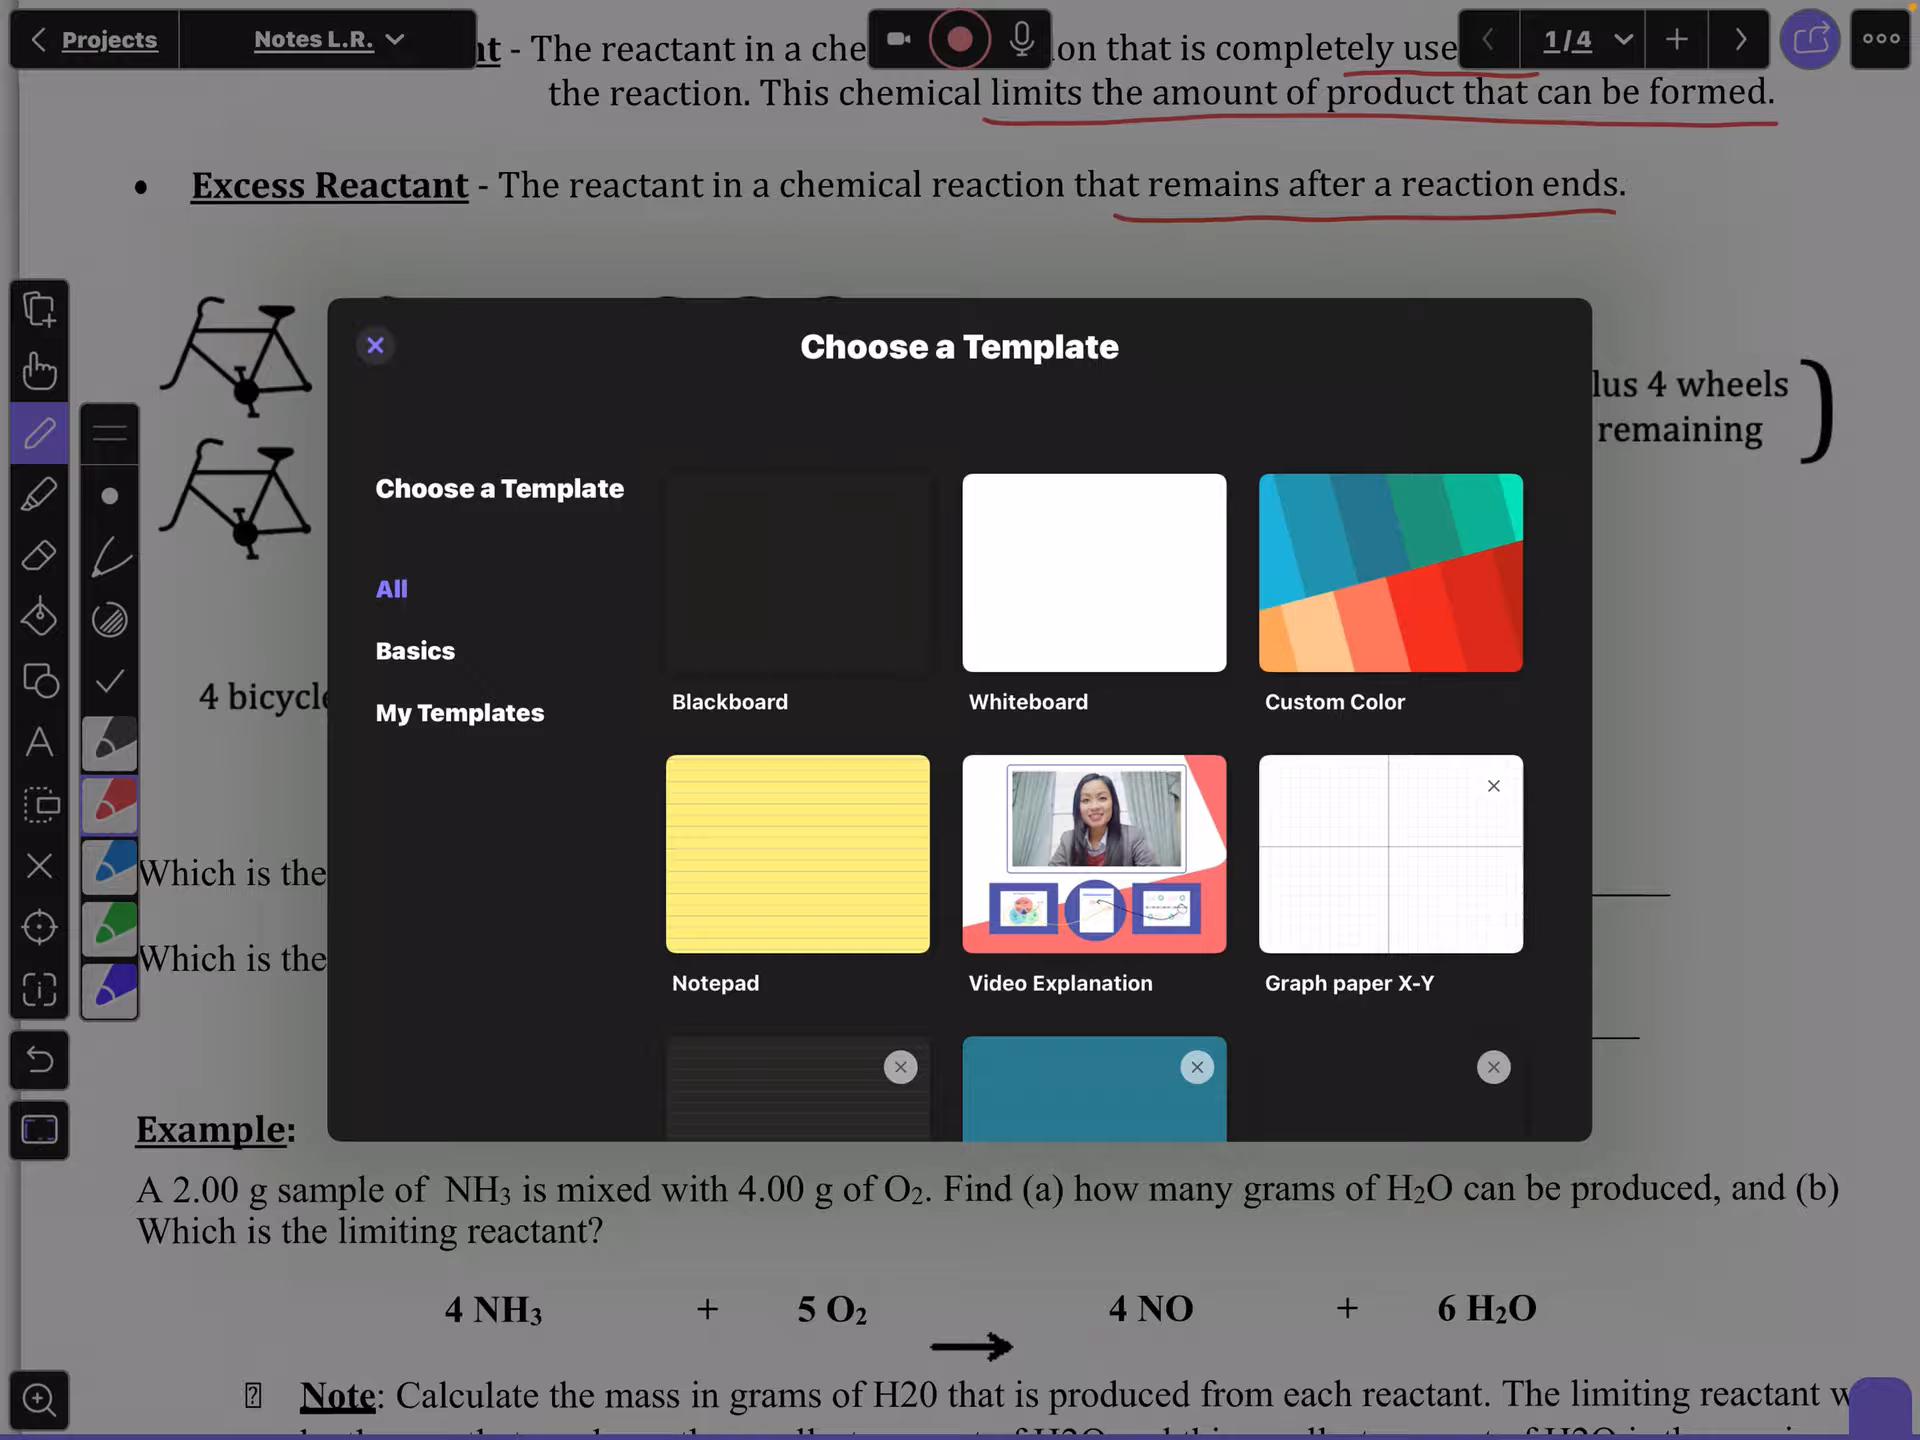 Projects
Notes L.R.
1/4
nt - The reactant in a che on that is completely use
the reaction. This chemical limits the amount of product that can be formed.
• Excess Reactant - The reactant in a chemical reaction that remains after a reaction ends.
lus 4 wheels
remaining
4 bicycle
Which is the
Which is the
Choose a Template
Choose a Template
All
Basics
My Templates
Blackboard
Whiteboard
Custom Color
Notepad
Video Explanation
Graph paper X-Y
Example:
A 2.00 g sample of NH3 is mixed with 4.00 g of O2. Find (a) how many grams of H2O can be produced, and (b)
Which is the limiting reactant?
4 NH3 + 5 O2 → 4 NO + 6 H2O
Note: Calculate the mass in grams of H20 that is produced from each reactant. The limiting reactant w